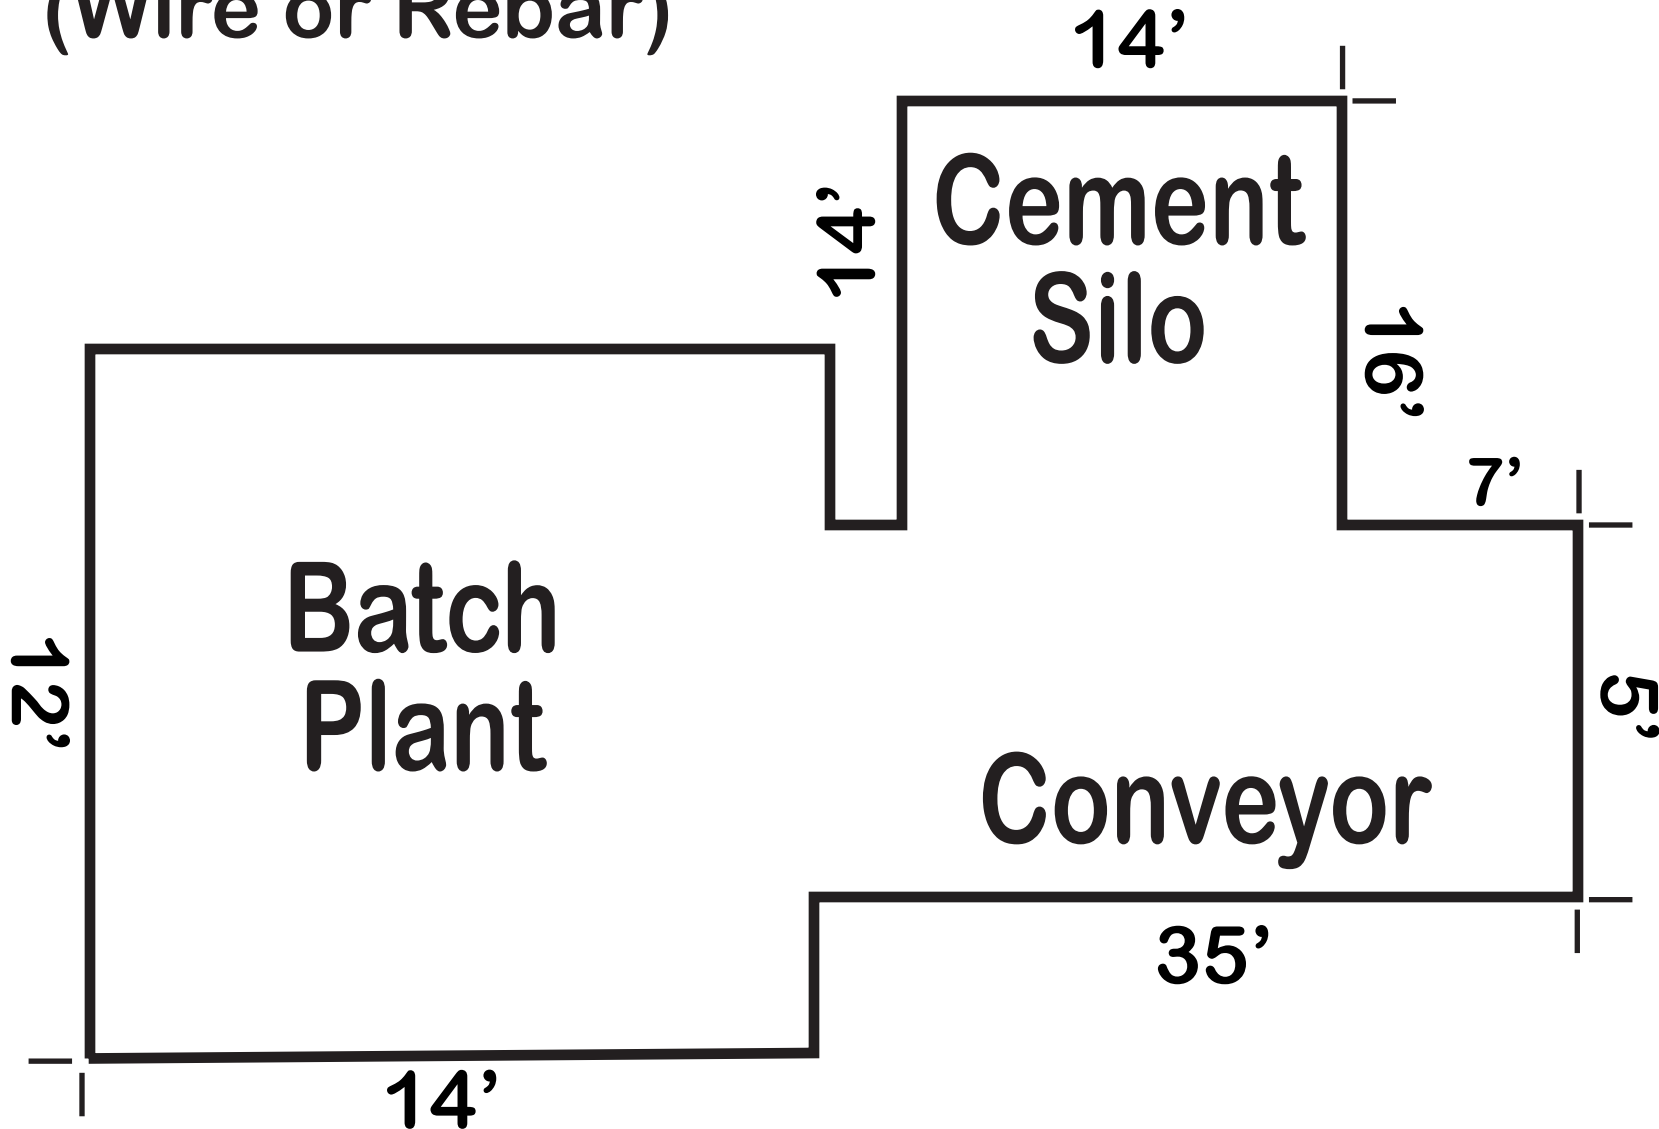 (Wire or Rebar)
14’
Cement
Silo
14’
16’
7’
Batch
Plant
12’
5’
Conveyor
35’
14’